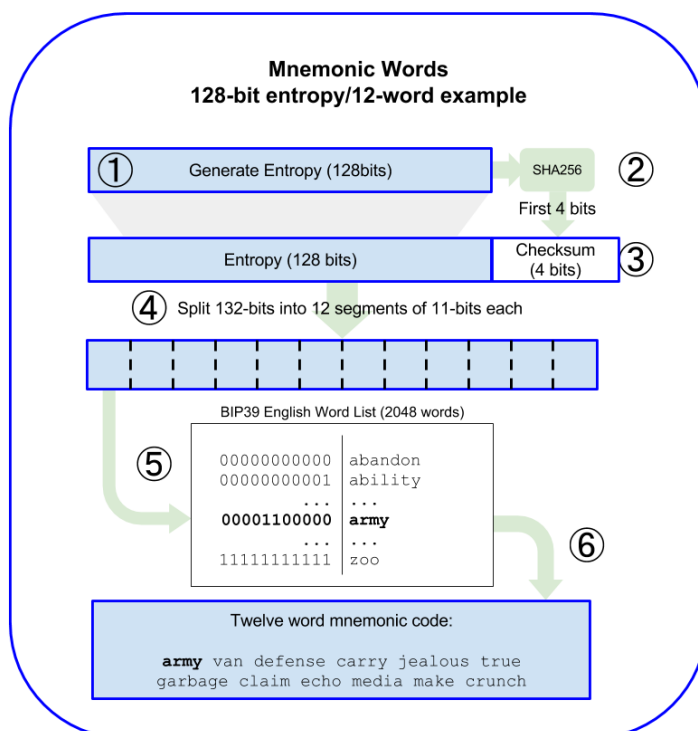 Mnemonic Words
128-bit entropy/12-word example
① Generate Entropy (128bits)
SHA256 ②
First 4 bits
Entropy (128 bits)
Checksum
(4 bits) ③
④ Split 132-bits into 12 segments of 11-bits each
BIP39 English Word List (2048 words)
⑤
00000000000 abandon
00000000001 ability
... ...
00001100000 army
... ...
11111111111 zoo
⑥
Twelve word mnemonic code:
army van defense carry jealous true
garbage claim echo media make crunch